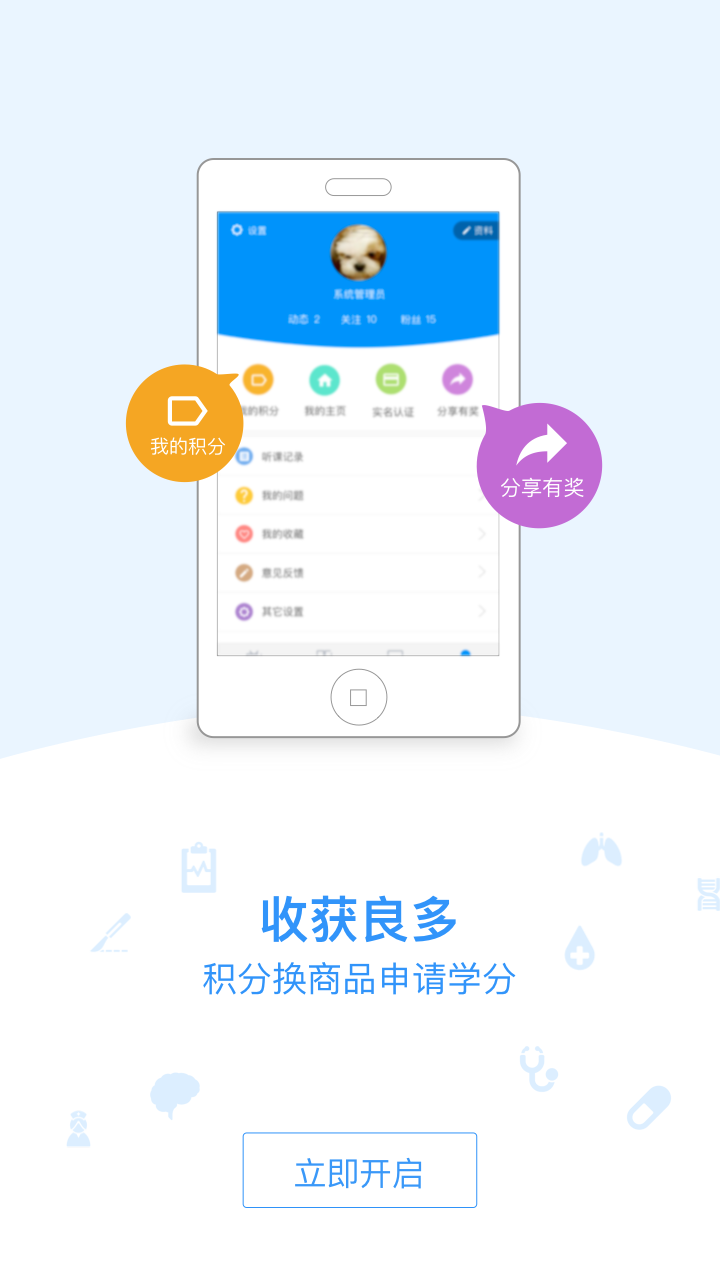 设置
资料
系统管理员
动态 2 关注 10 粉丝 15
我的积分 我的主页 实名认证 分享有奖
我的积分
分享有奖
听课记录
我的问题
我的收藏
意见反馈
其它设置
收获良多
积分换商品申请学分
立即开启